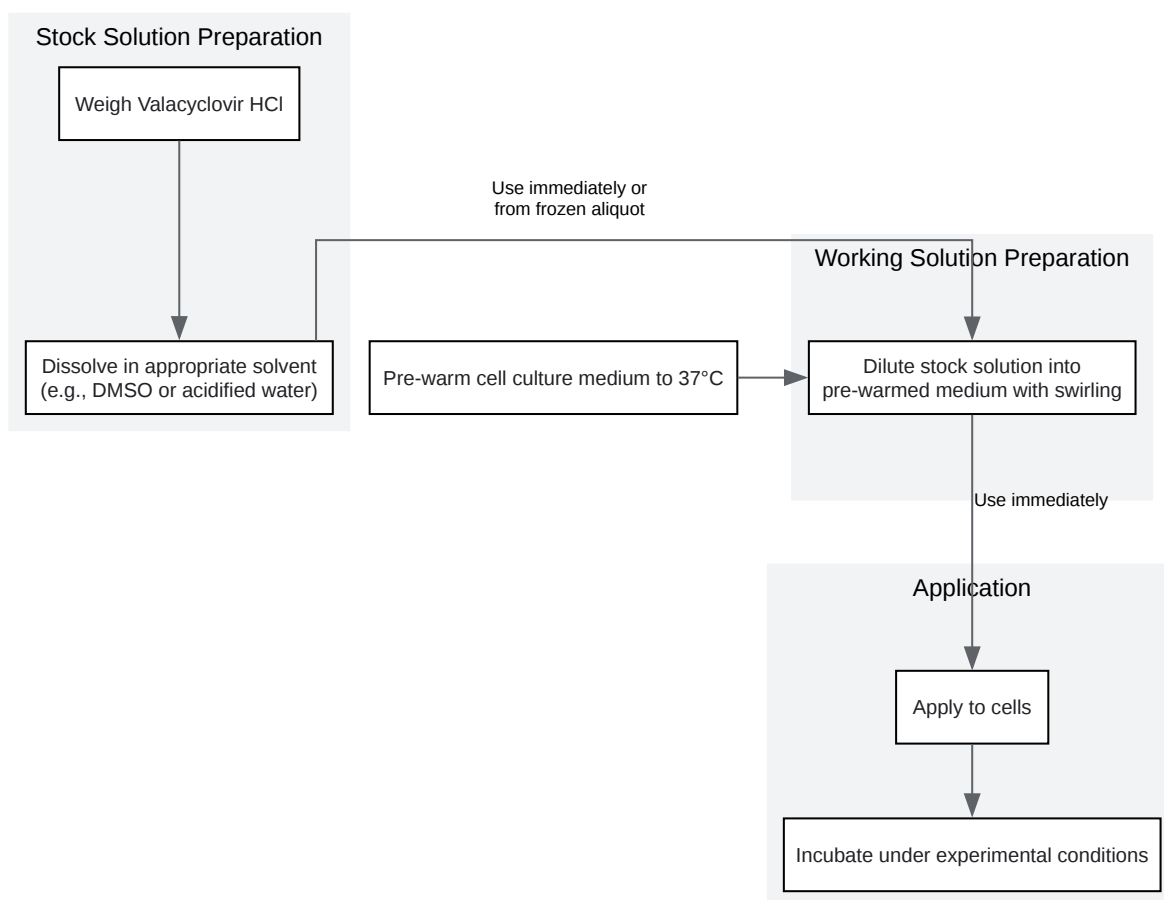 Stock Solution Preparation
Weigh Valacyclovir HCl
Use immediately or
from frozen aliquot
Working Solution Preparation
Dissolve in appropriate solvent
(e.g., DMSO or acidified water)
Pre-warm cell culture medium to 37°C
Dilute stock solution into
pre-warmed medium with swirling
Use immediately
Application
Apply to cells
Incubate under experimental conditions